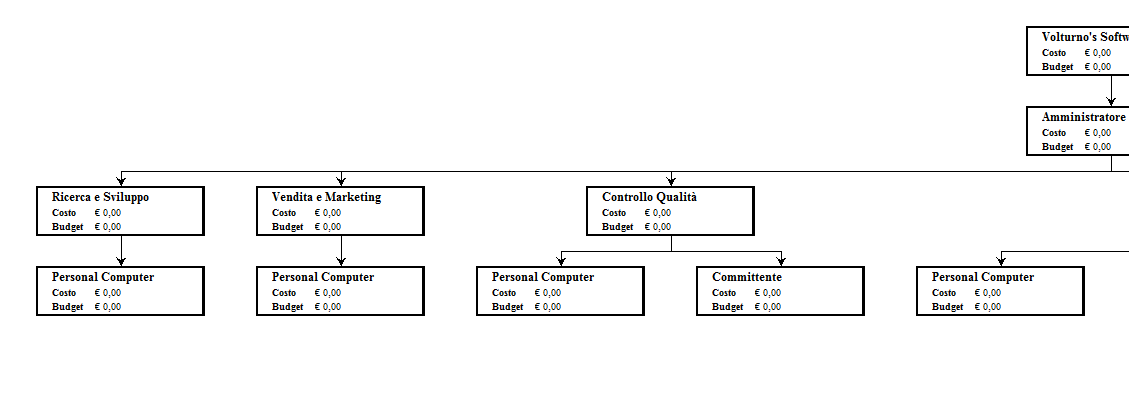 Volturno's Softw
Costo € 0,00
Budget € 0,00
Amministratore
Costo € 0,00
Budget € 0,00
Ricerca e Sviluppo
Costo € 0,00
Budget € 0,00
Vendita e Marketing
Costo € 0,00
Budget € 0,00
Controllo Qualità
Costo € 0,00
Budget € 0,00
Personal Computer
Costo € 0,00
Budget € 0,00
Personal Computer
Costo € 0,00
Budget € 0,00
Personal Computer
Costo € 0,00
Budget € 0,00
Committente
Costo € 0,00
Budget € 0,00
Personal Computer
Costo € 0,00
Budget € 0,00